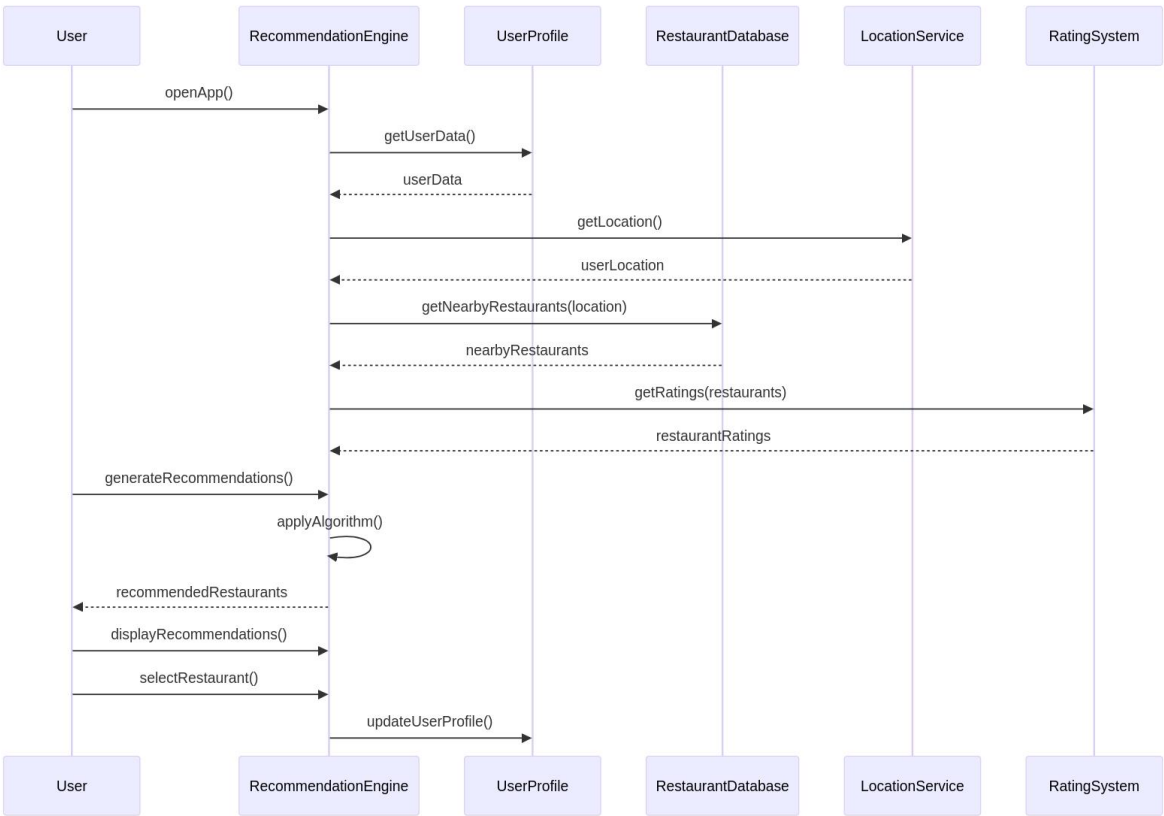 User
RecommendationEngine
UserProfile
RestaurantDatabase
LocationService
RatingSystem
openApp()
getUserData()
userData
getLocation()
userLocation
getNearbyRestaurants(location)
nearbyRestaurants
getRatings(restaurants)
restaurantRatings
generateRecommendations()
applyAlgorithm()
recommendedRestaurants
displayRecommendations()
selectRestaurant()
updateUserProfile()
User
RecommendationEngine
UserProfile
RestaurantDatabase
LocationService
RatingSystem